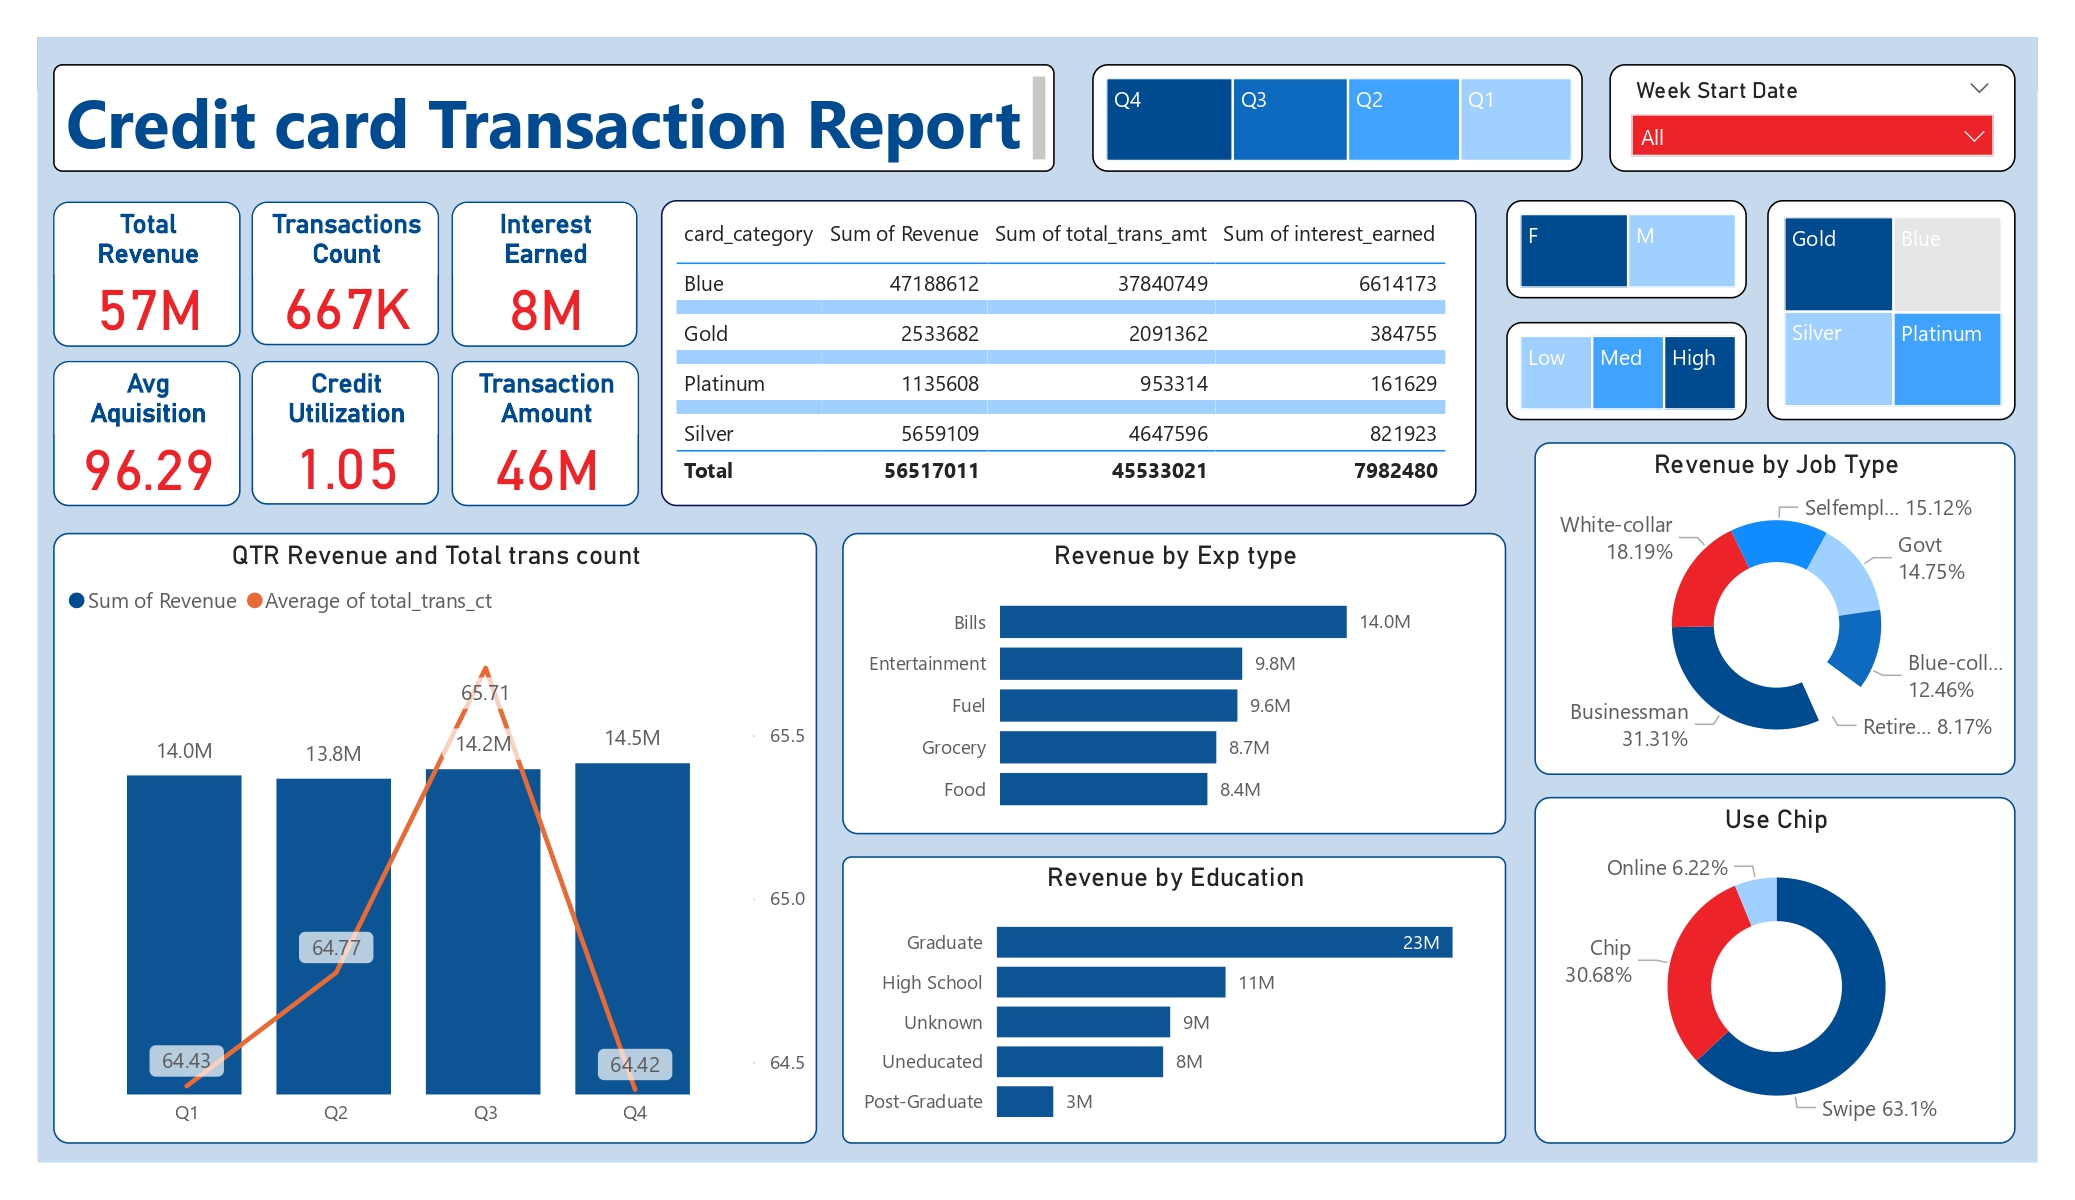 Credit card Transaction Report
Q4 Q3 Q2 Q1
Week Start Date
All
Total
Revenue
57M
Transactions
Count
667K
Interest
Earned
8M
Avg
Aquisition
96.29
Credit
Utilization
1.05
Transaction
Amount
46M
card_category Sum of Revenue Sum of total_trans_amt Sum of interest_earned
Blue 47188612 37840749 6614173
Gold 2533682 2091362 384755
Platinum 1135608 953314 161629
Silver 5659109 4647596 821923
Total 56517011 45533021 7982480
F M
Low Med High
Gold Blue
Silver Platinum
QTR Revenue and Total trans count
Sum of Revenue Average of total_trans_ct
65.71
14.0M 13.8M 14.2M 14.5M
64.43 64.77 64.42
65.5
65.0
64.5
Q1 Q2 Q3 Q4
Revenue by Exp type
Bills 14.0M
Entertainment 9.8M
Fuel 9.6M
Grocery 8.7M
Food 8.4M
Revenue by Education
Graduate 23M
High School 11M
Unknown 9M
Uneducated 8M
Post-Graduate 3M
Revenue by Job Type
Selfempl... 15.12%
White-collar
18.19%
Govt
14.75%
Blue-coll...
12.46%
Businessman
31.31%
Retire... 8.17%
Use Chip
Online 6.22%
Chip
30.68%
Swipe 63.1%